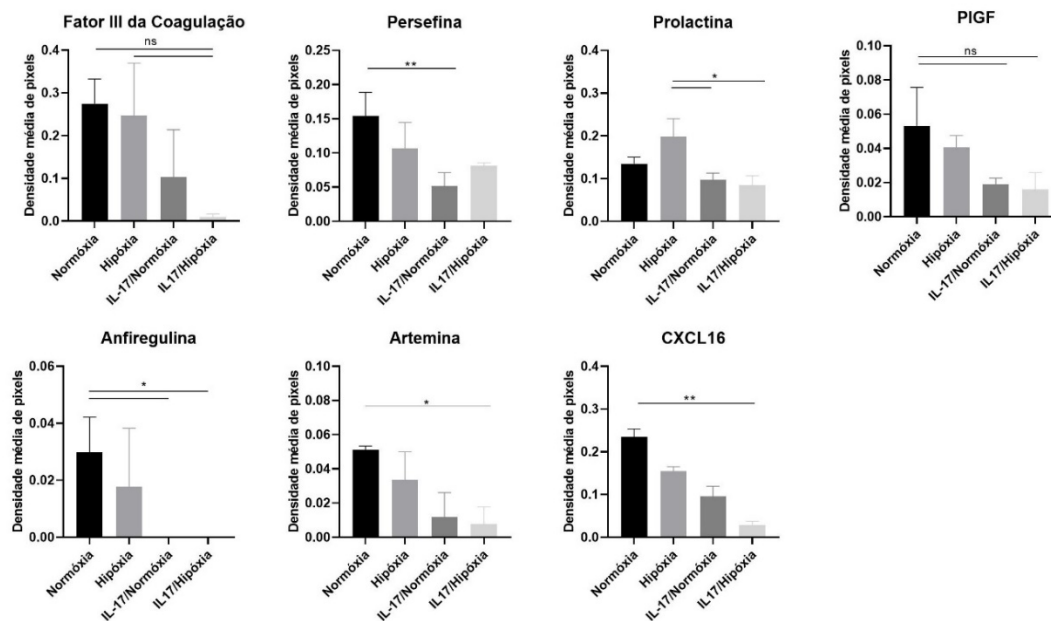 Fator III da Coagulação
ns
Densidade média de pixels
0.4
0.3
0.2
0.1
0.0
Normóxia
Hipóxia
IL-17/Normóxia
IL17/Hipóxia
Persefina
**
Densidade média de pixels
0.25
0.20
0.15
0.10
0.05
0.00
Normóxia
Hipóxia
IL-17/Normóxia
IL17/Hipóxia
Prolactina
*
Densidade média de pixels
0.4
0.3
0.2
0.1
0.0
Normóxia
Hipóxia
IL-17/Normóxia
IL17/Hipóxia
PIGF
ns
Densidade média de pixels
0.10
0.08
0.06
0.04
0.02
0.00
Normóxia
Hipóxia
IL-17/Normóxia
IL17/Hipóxia
Anfiregulina
*
Densidade média de pixels
0.06
0.04
0.02
0.00
Normóxia
Hipóxia
IL-17/Normóxia
IL17/Hipóxia
Artemina
*
Densidade média de pixels
0.10
0.08
0.06
0.04
0.02
0.00
Normóxia
Hipóxia
IL-17/Normóxia
IL17/Hipóxia
CXCL16
**
Densidade média de pixels
0.4
0.3
0.2
0.1
0.0
Normóxia
Hipóxia
IL-17/Normóxia
IL17/Hipóxia